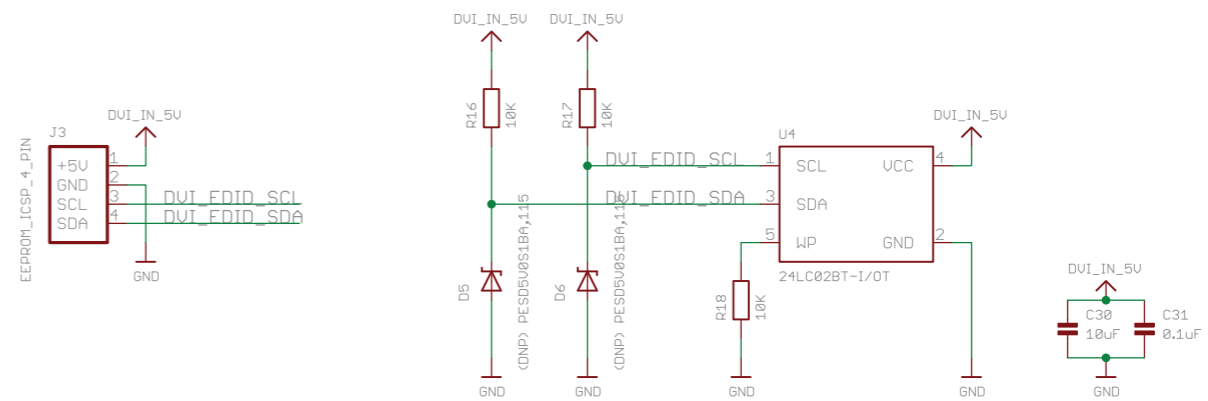 DVI_IN_5V
DVI_IN_5V
R16
10K
R17
10K
DVI_IN_5V
J3
EEPROM_ICSP_4_PIN
+5V
1
GND
2
SCL
3
SDA
4
DVI_EDID_SCL
DVI_EDID_SDA
GND
DVI_EDID_SCL
DVI_EDID_SDA
D5
(DNP) PESD5V0S1BA,115
D6
(DNP) PESD5V0S1BA,115
GND
GND
U4
1
SCL
VCC
4
3
SDA
5
WP
GND
2
24LC02BT-I/OT
DVI_IN_5V
R18
10K
GND
GND
DVI_IN_5V
C30
10uF
C31
0.1uF
GND